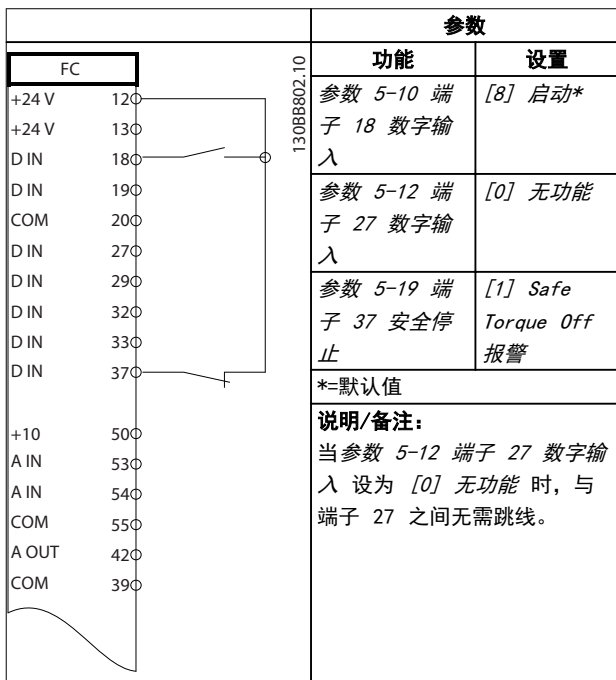 FC
130BB802.10
+24 V 12
+24 V 13
D IN 18
D IN 19
COM 20
D IN 27
D IN 29
D IN 32
D IN 33
D IN 37
+10 50
A IN 53
A IN 54
COM 55
A OUT 42
COM 39
参数
功能 设置
参数 5-10 端
子 18 数字输
入
[8] 启动*
参数 5-12 端
子 27 数字输
入
[0] 无功能
参数 5-19 端
子 37 安全停
止
[1] Safe
Torque Off
报警
*=默认值
说明/备注：
当参数 5-12 端子 27 数字输
入 设为 [0] 无功能 时，与
端子 27 之间无需跳线。